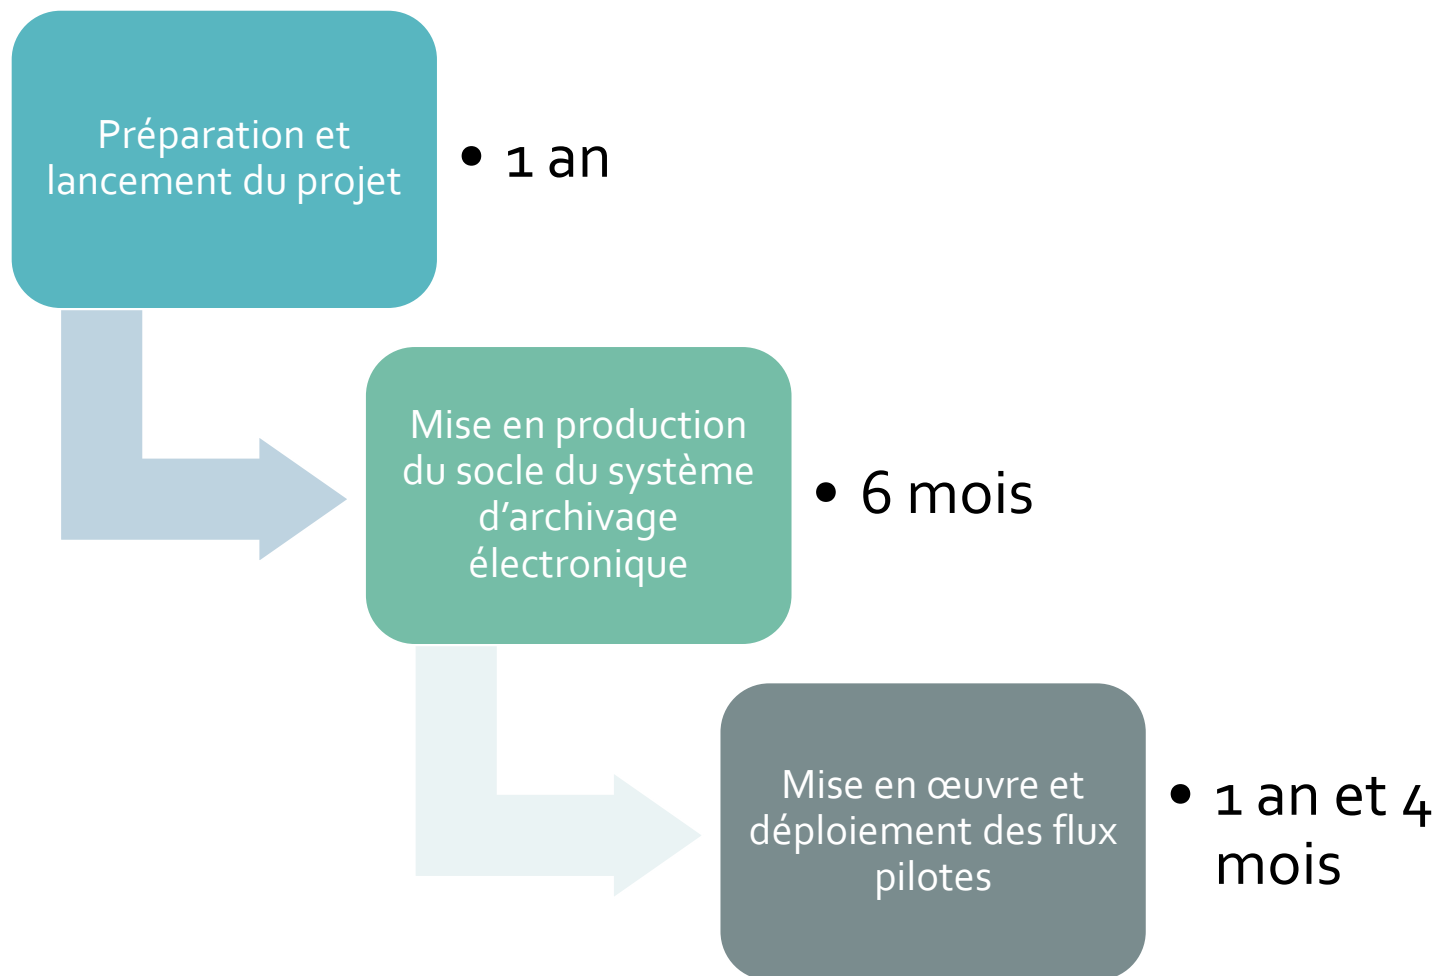 Préparation et
lancement du projet
• 1 an
Mise en production
du socle du système
d’archivage
électronique
• 6 mois
Mise en œuvre et
déploiement des flux
pilotes
• 1 an et 4
mois